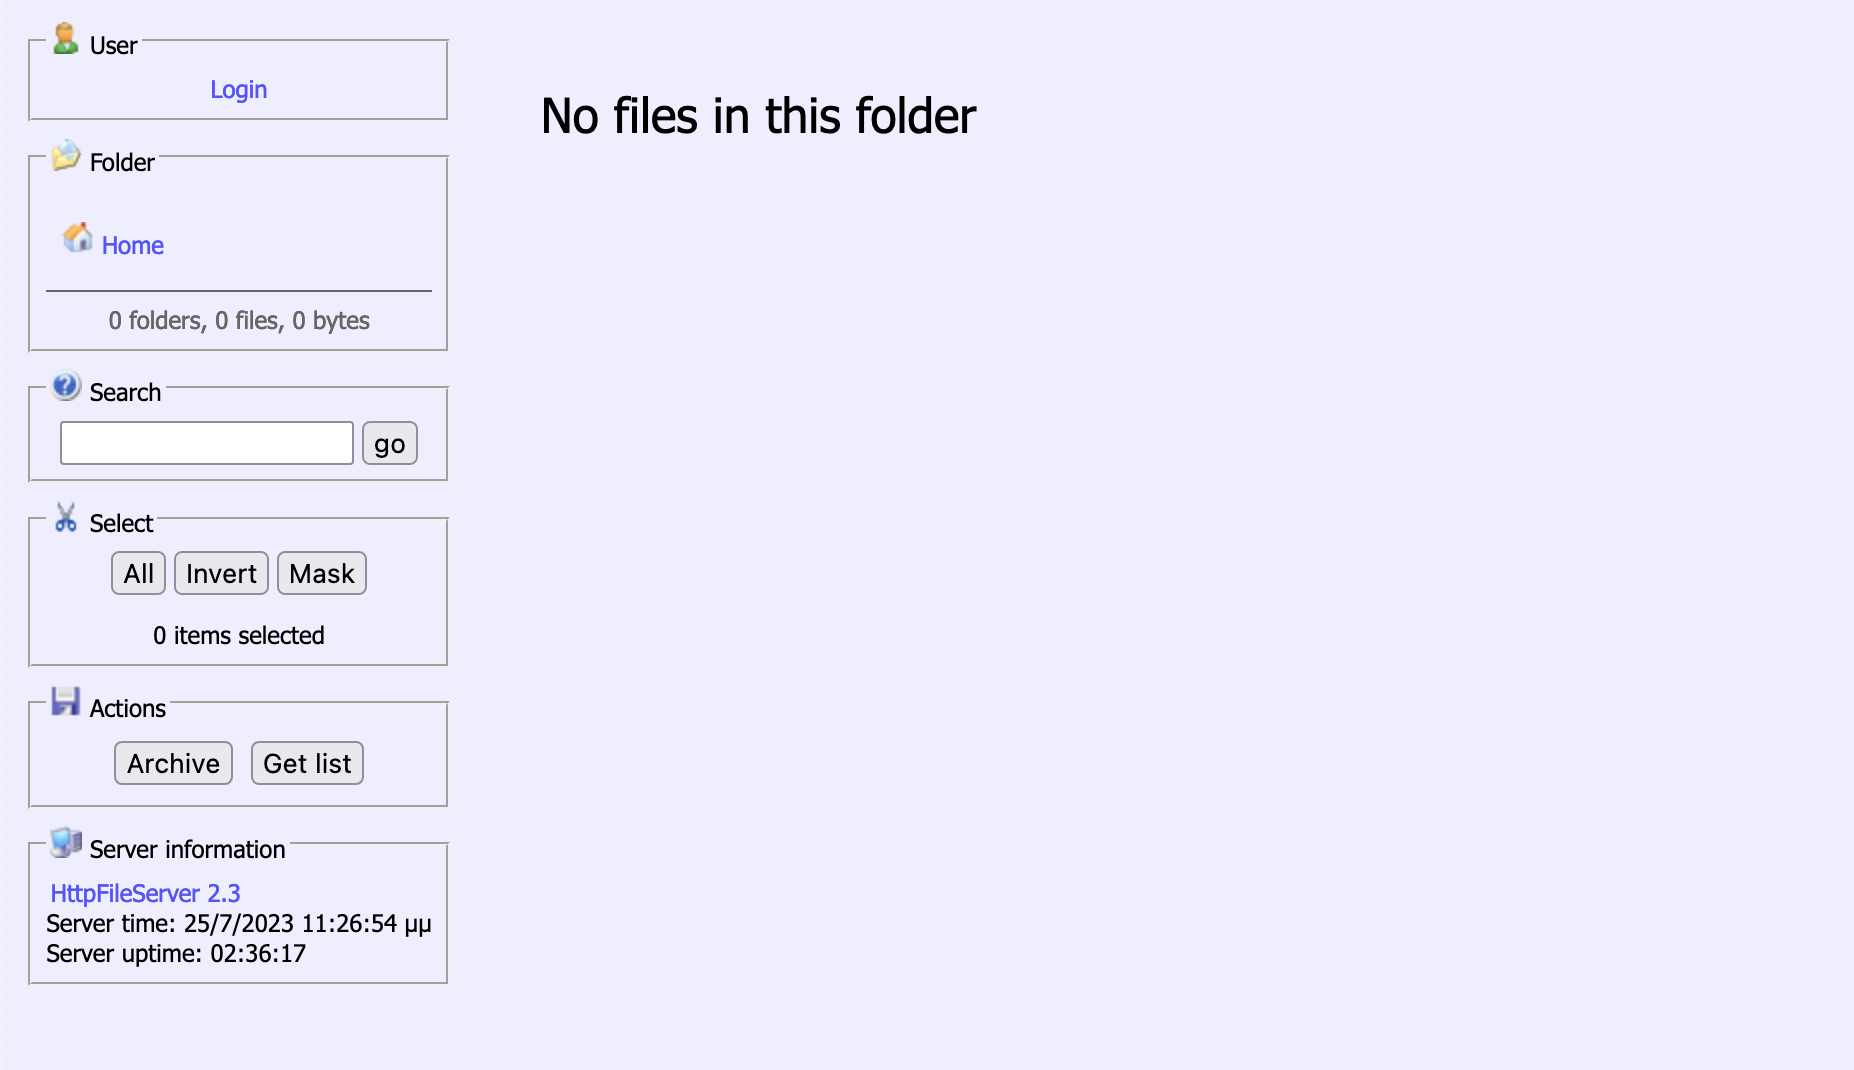 User
Login
No files in this folder
Folder
Home
0 folders, 0 files, 0 bytes
Search
go
Select
All Invert Mask
0 items selected
Actions
Archive Get list
Server information
HttpFileServer 2.3
Server time: 25/7/2023 11:26:54 μμ
Server uptime: 02:36:17